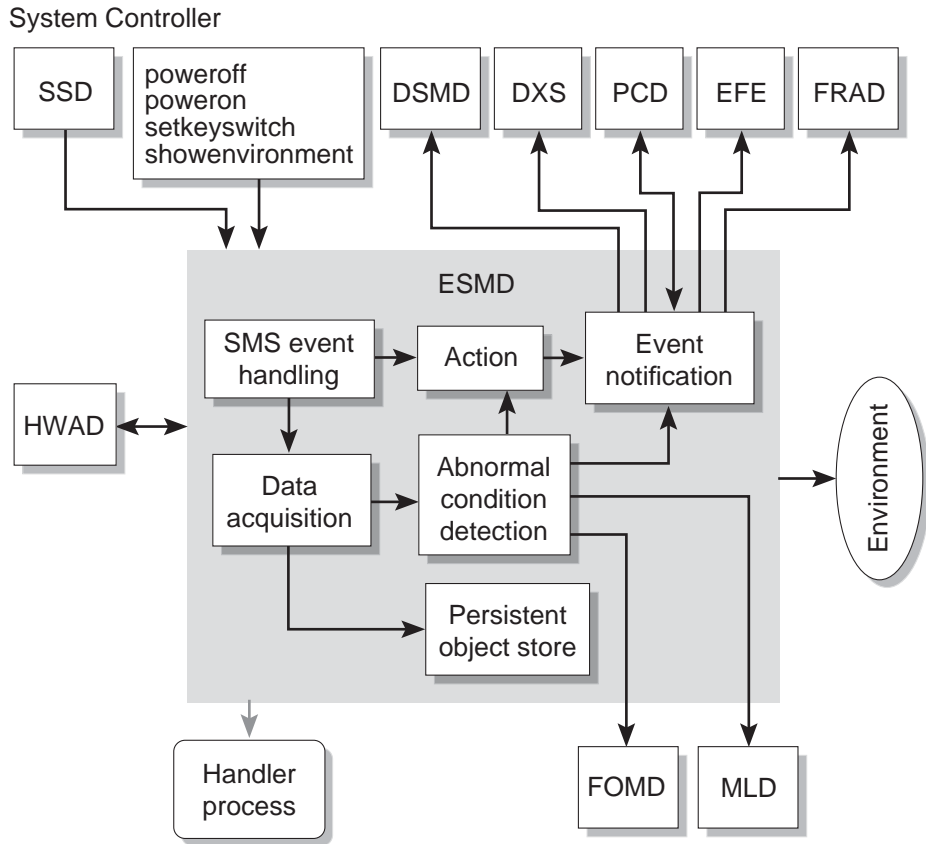 System Controller
SSD
poweroff
poweron
setkeyswitch
showenvironment
DSMD
DXS
PCD
EFE
FRAD
ESMD
SMS event
handling
Action
Event
notification
HWAD
Data
acquisition
Abnormal
condition
detection
Environment
Persistent
object store
Handler
process
FOMD
MLD